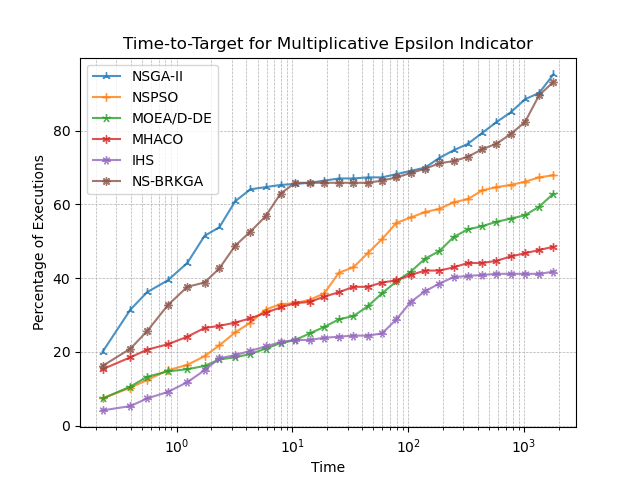 Time-to-Target for Multiplicative Epsilon Indicator
NSGA-II
NSPSO
MOEA/D-DE
MHACO
IHS
NS-BRKGA
Percentage of Executions
80
60
40
20
0
10⁰
10¹
10²
10³
Time